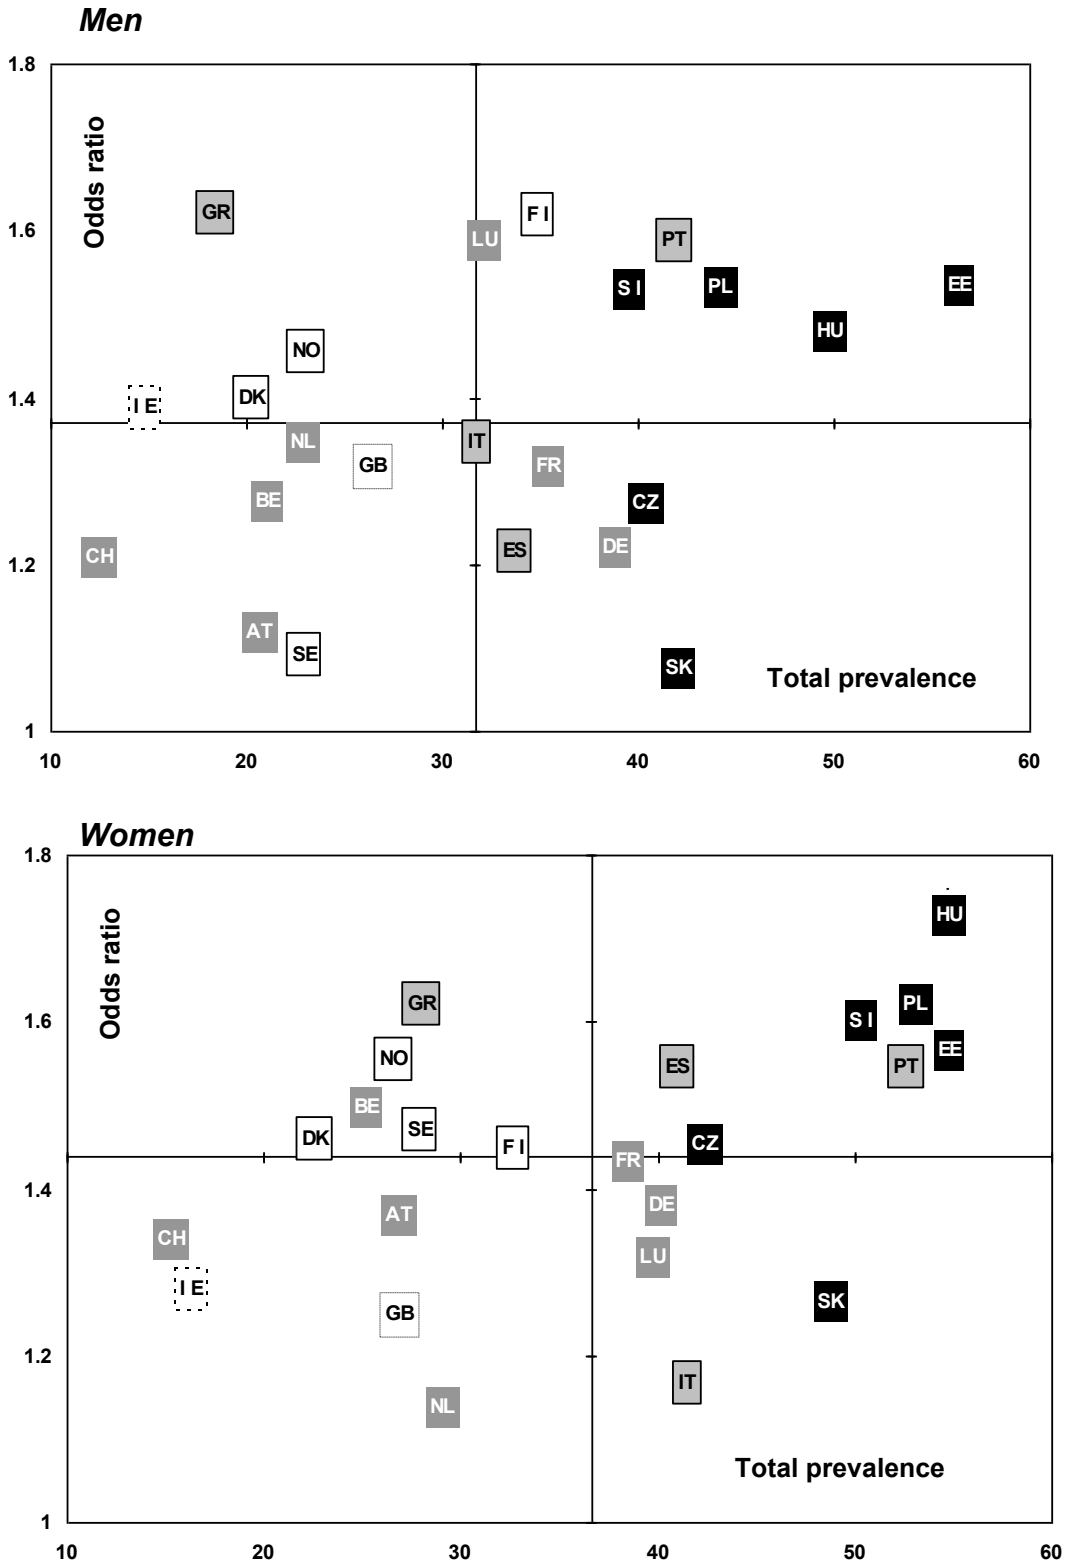 Men
1.8
Odds ratio
GR
F I
LU
PT
1.6
S I
PL
EE
HU
NO
I E
DK
1.4
NL
IT
GB
FR
BE
CZ
CH
ES
DE
1.2
AT
SE
SK
Total prevalence
1
10
20
30
40
50
60
Women
1.8
Odds ratio
HU
GR
PL
1.6
S I
NO
ES
PT
EE
BE
DK
SE
F I
CZ
FR
1.4
AT
DE
CH
LU
I E
GB
SK
1.2
IT
NL
Total prevalence
1
10
20
30
40
50
60